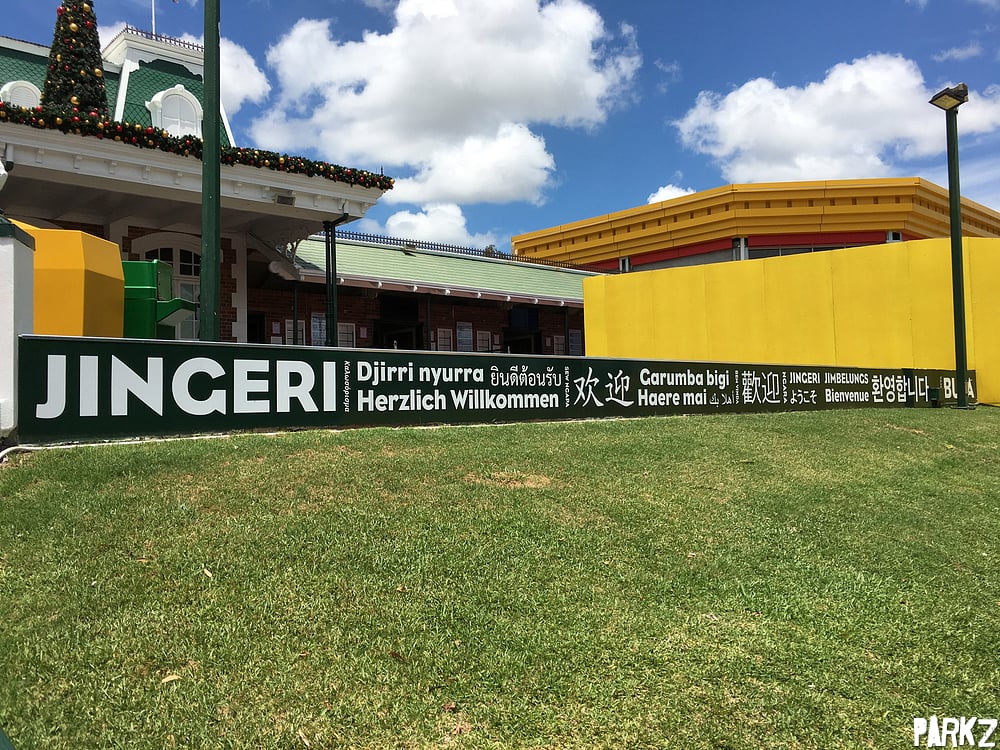 JINGERI
Καλωσόρισμα
Djirri nyurra
Herzlich Willkommen
ยินดีต้อนรับ
欢迎
Garumba bigi
Haere mai
歡迎
JINGERI
ようこそ
JIMBELUNGS
Bienvenue
환영합니다
PARKZ